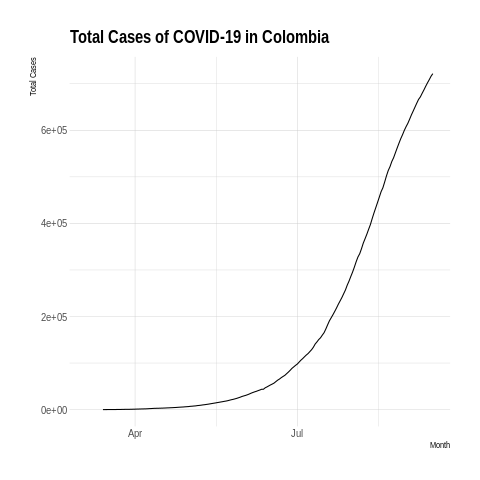 Total Cases of COVID-19 in Colombia
Total Cases
6e+05
4e+05
2e+05
0e+00
Apr
Jul
Month